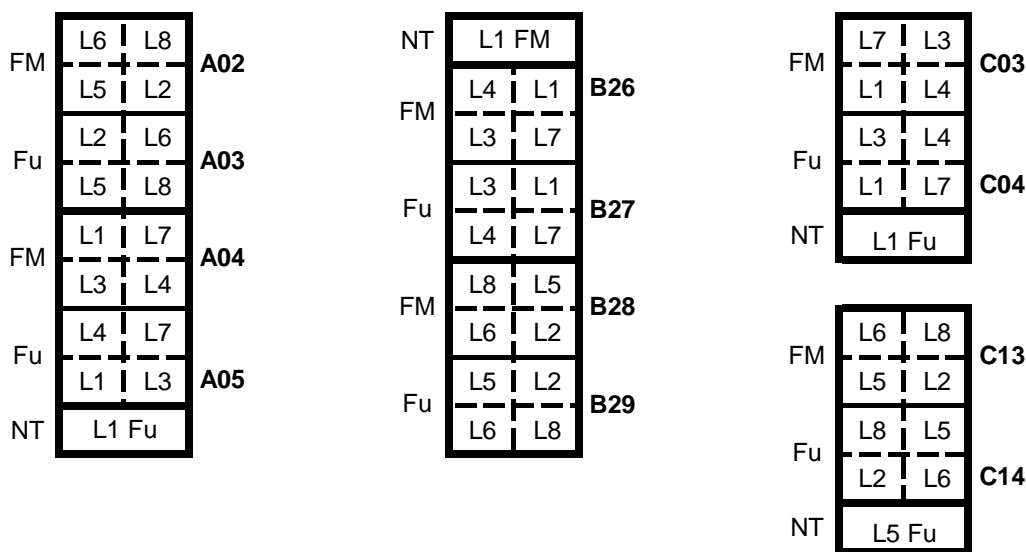 FM L6 L8 A02
L5 L2
Fu L2 L6 A03
L5 L8
FM L1 L7 A04
L3 L4
Fu L4 L7
L1 L3 A05
NT L1 Fu
NT L1 FM
FM L4 L1 B26
L3 L7
Fu L3 L1 B27
L4 L7
FM L8 L5 B28
L6 L2
Fu L5 L2 B29
L6 L8
FM L7 L3 C03
L1 L4
Fu L3 L4
L1 L7 C04
NT L1 Fu
FM L6 L8 C13
L5 L2
Fu L8 L5
L2 L6 C14
NT L5 Fu